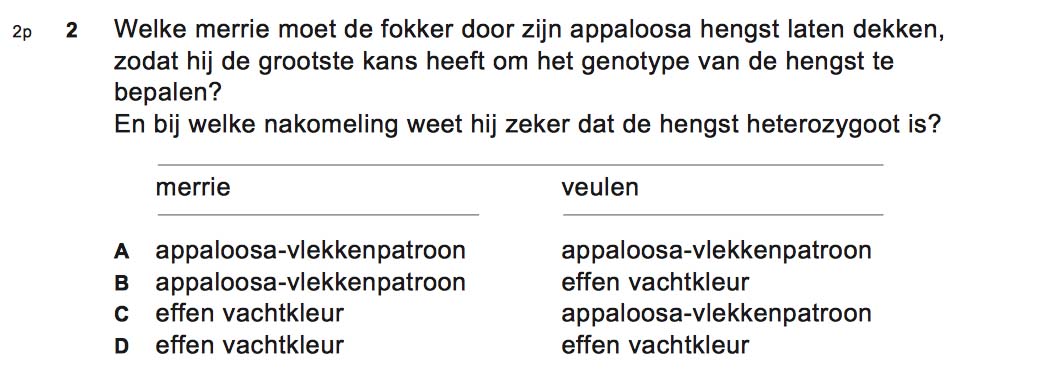 2p 2 Welke merrie moet de fokker door zijn appaloosa hengst laten dekken,
zodat hij de grootste kans heeft om het genotype van de hengst te
bepalen?
En bij welke nakomeling weet hij zeker dat de hengst heterozygoot is?
merrie veulen
A appaloosa-vlekkenpatroon appaloosa-vlekkenpatroon
B appaloosa-vlekkenpatroon effen vachtkleur
C effen vachtkleur appaloosa-vlekkenpatroon
D effen vachtkleur effen vachtkleur